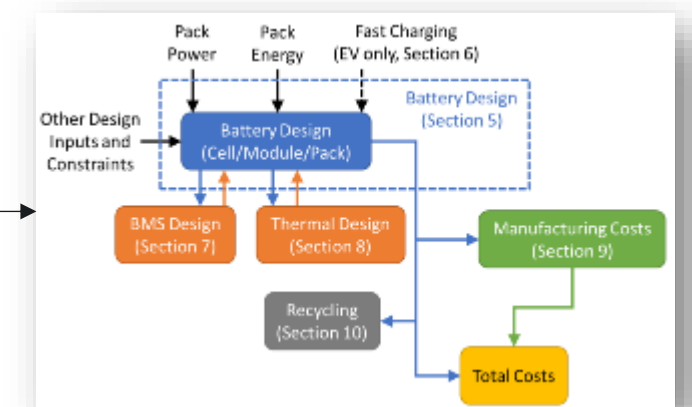 Pack
Power
Pack
Energy
Fast Charging
(EV only, Section 6)
Battery Design
(Section 5)
Other Design
Inputs and
Constraints
Battery Design
(Cell/Module/Pack)
BMS Design
(Section 7)
Thermal Design
(Section 8)
Manufacturing Costs
(Section 9)
Recycling
(Section 10)
Total Costs